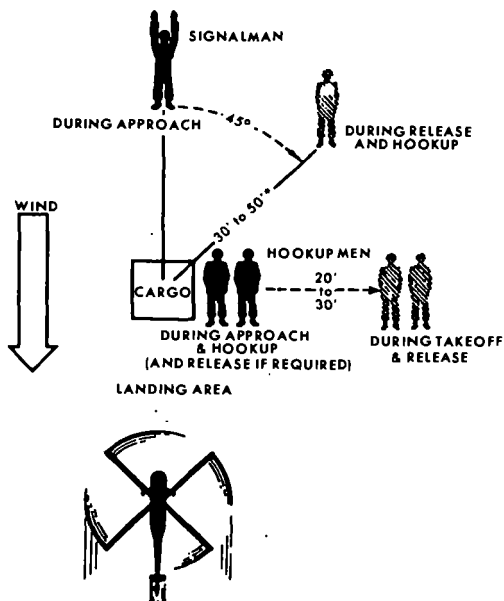 SIGNALMAN
DURING APPROACH
45°
DURING RELEASE
AND HOOKUP
WIND
30' to 50'*
HOOKUP MEN
CARGO
20'
to
30'
DURING APPROACH
& HOOKUP
(AND RELEASE IF REQUIRED)
DURING TAKEOFF
& RELEASE
LANDING AREA